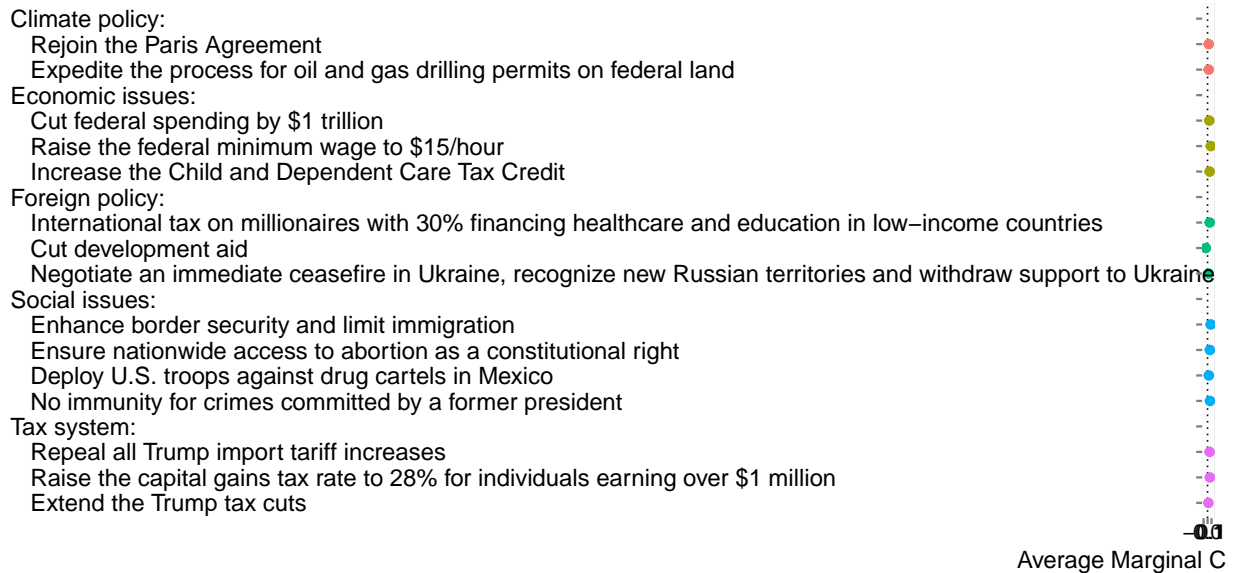 Climate policy:
Rejoin the Paris Agreement
Expedite the process for oil and gas drilling permits on federal land
Economic issues:
Cut federal spending by $1 trillion
Raise the federal minimum wage to $15/hour
Increase the Child and Dependent Care Tax Credit
Foreign policy:
International tax on millionaires with 30% financing healthcare and education in low−income countries
Cut development aid
Negotiate an immediate ceasefire in Ukraine, recognize new Russian territories and withdraw support to Ukraine
Social issues:
Enhance border security and limit immigration
Ensure nationwide access to abortion as a constitutional right
Deploy U.S. troops against drug cartels in Mexico
No immunity for crimes committed by a former president
Tax system:
Repeal all Trump import tariff increases
Raise the capital gains tax rate to 28% for individuals earning over $1 million
Extend the Trump tax cuts
Average Marginal C